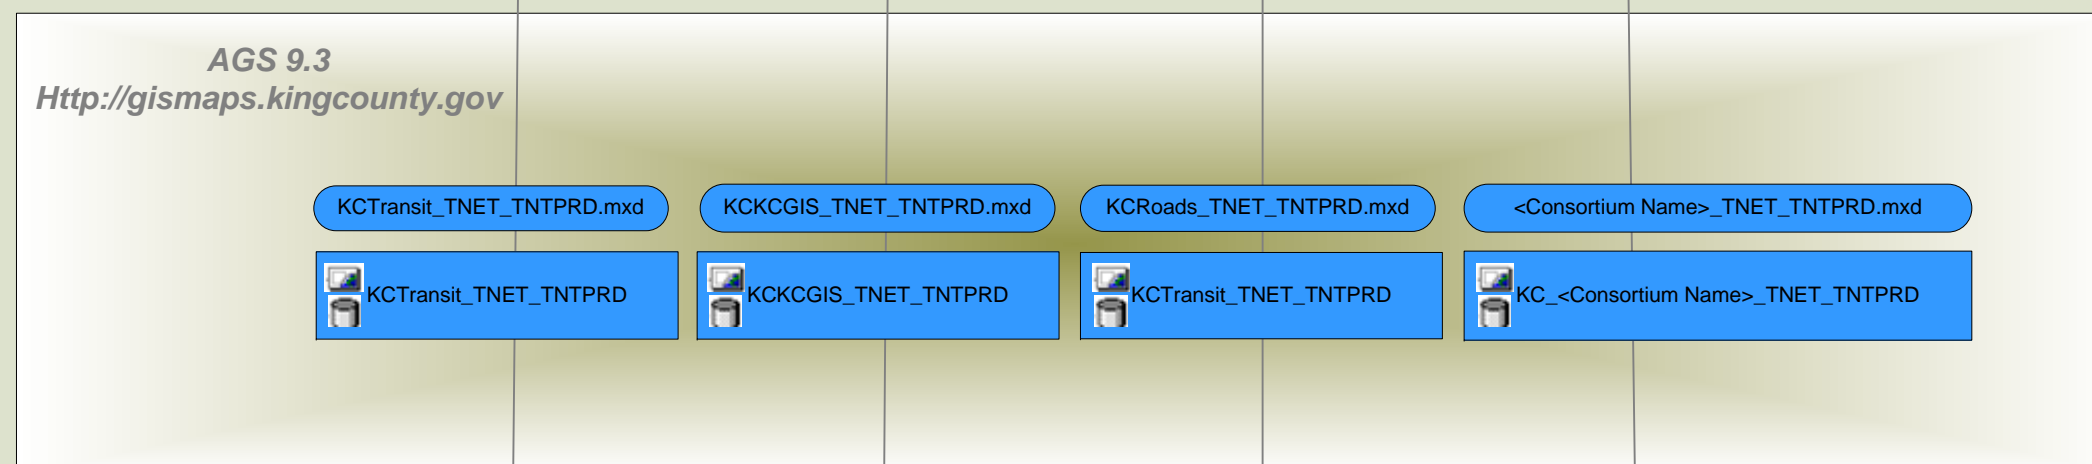 AGS 9.3
Http://gismaps.kingcounty.gov
KCTransit_TNET_TNTPRD.mxd
KCKCGIS_TNET_TNTPRD.mxd
KCRoads_TNET_TNTPRD.mxd
<Consortium Name>_TNET_TNTPRD.mxd
KCTransit_TNET_TNTPRD
KCKCGIS_TNET_TNTPRD
KCTransit_TNET_TNTPRD
KC_<Consortium Name>_TNET_TNTPRD